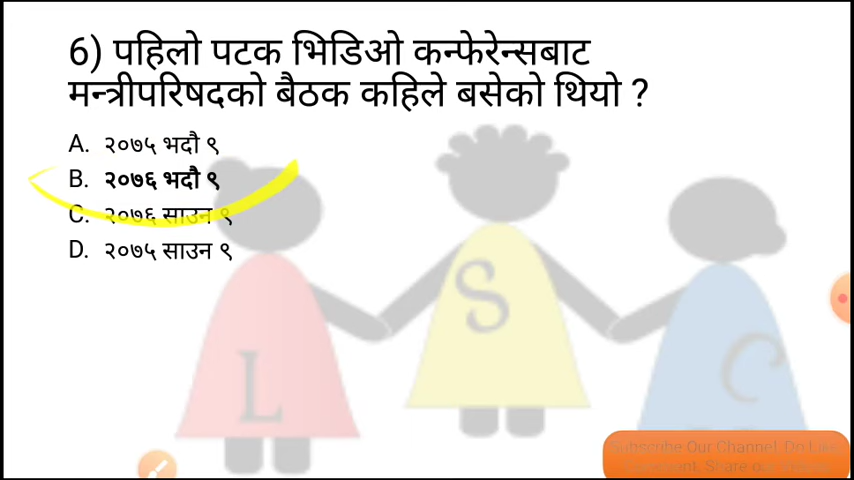 6) पहिलो पटक भिडिओ कन्फेरेन्सबाट
मन्त्रीपरिषदको बैठक कहिले बसेको थियो ?
A. २०७५ भदौ ९
B. २०७६ भदौ ९
C. २०७६ साउन ९
D. २०७५ साउन ९
L S C
Subscribe Our Channel. Do Like,
Comment, Share our